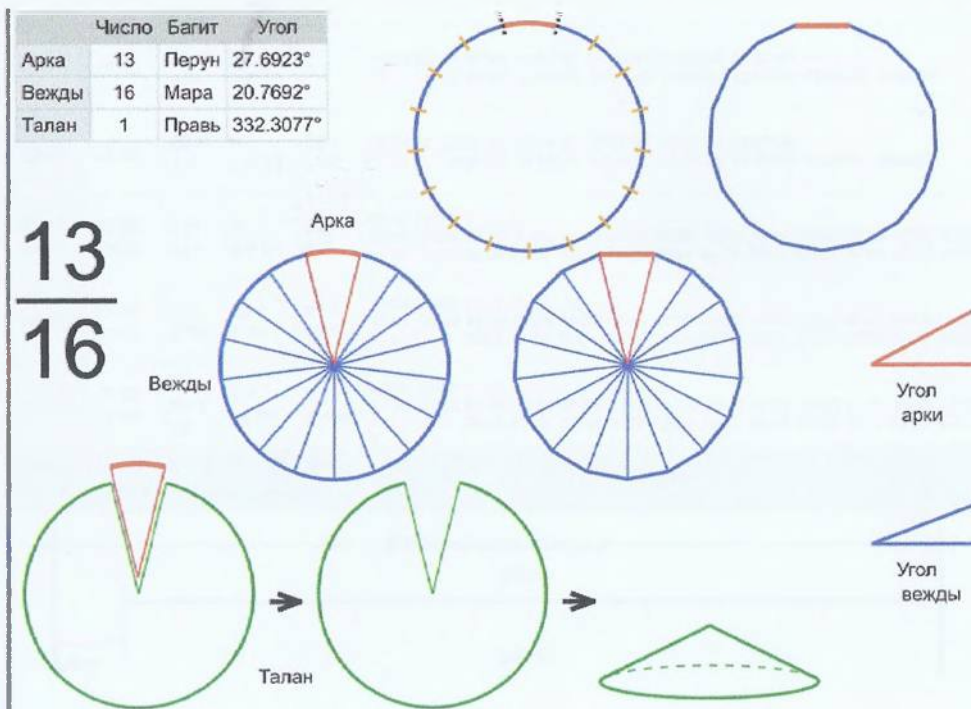 Число Багит Угол
Арка 13 Перун 27.6923°
Вежды 16 Мара 20.7692°
Талан 1 Правь 332.3077°
13
16
Арка
Вежды
Угол
арки
Угол
вежды
Талан